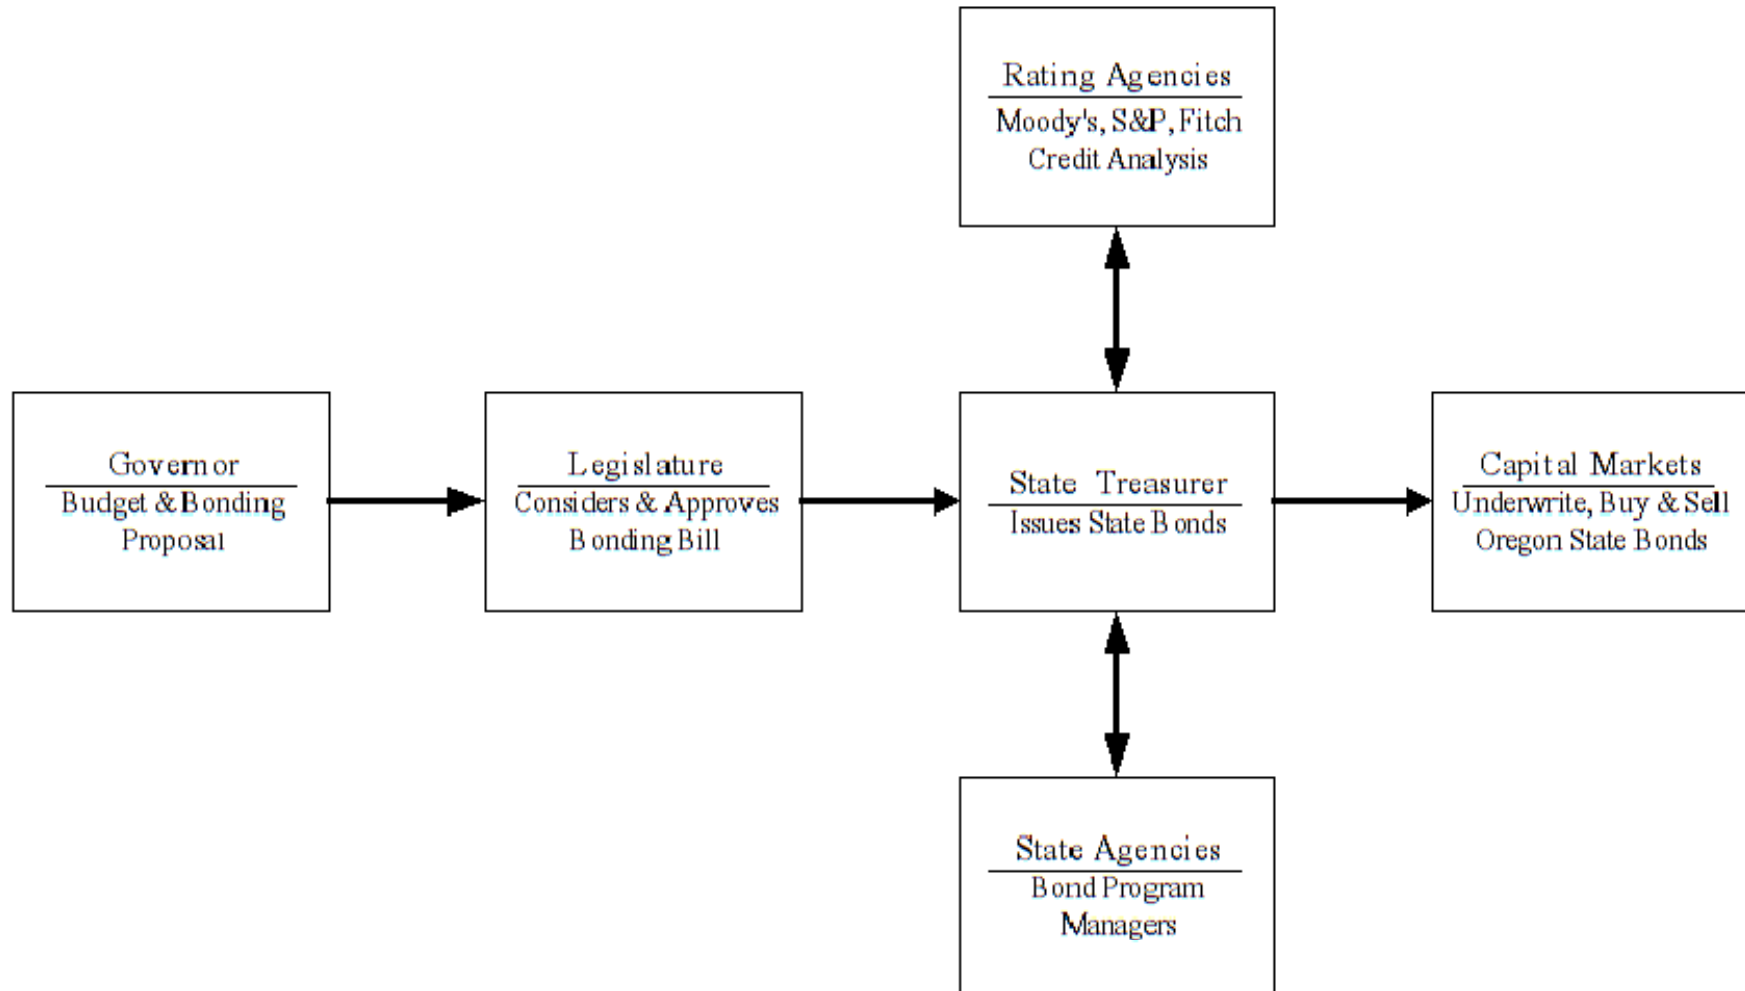 Rating Agencies
Moody's, S&P, Fitch
Credit Analysis
Governor
Budget & Bonding
Proposal
Legislature
Considers & Approves
Bonding Bill
State Treasurer
Issues State Bonds
Capital Markets
Underwrite, Buy & Sell
Oregon State Bonds
State Agencies
Bond Program
Managers